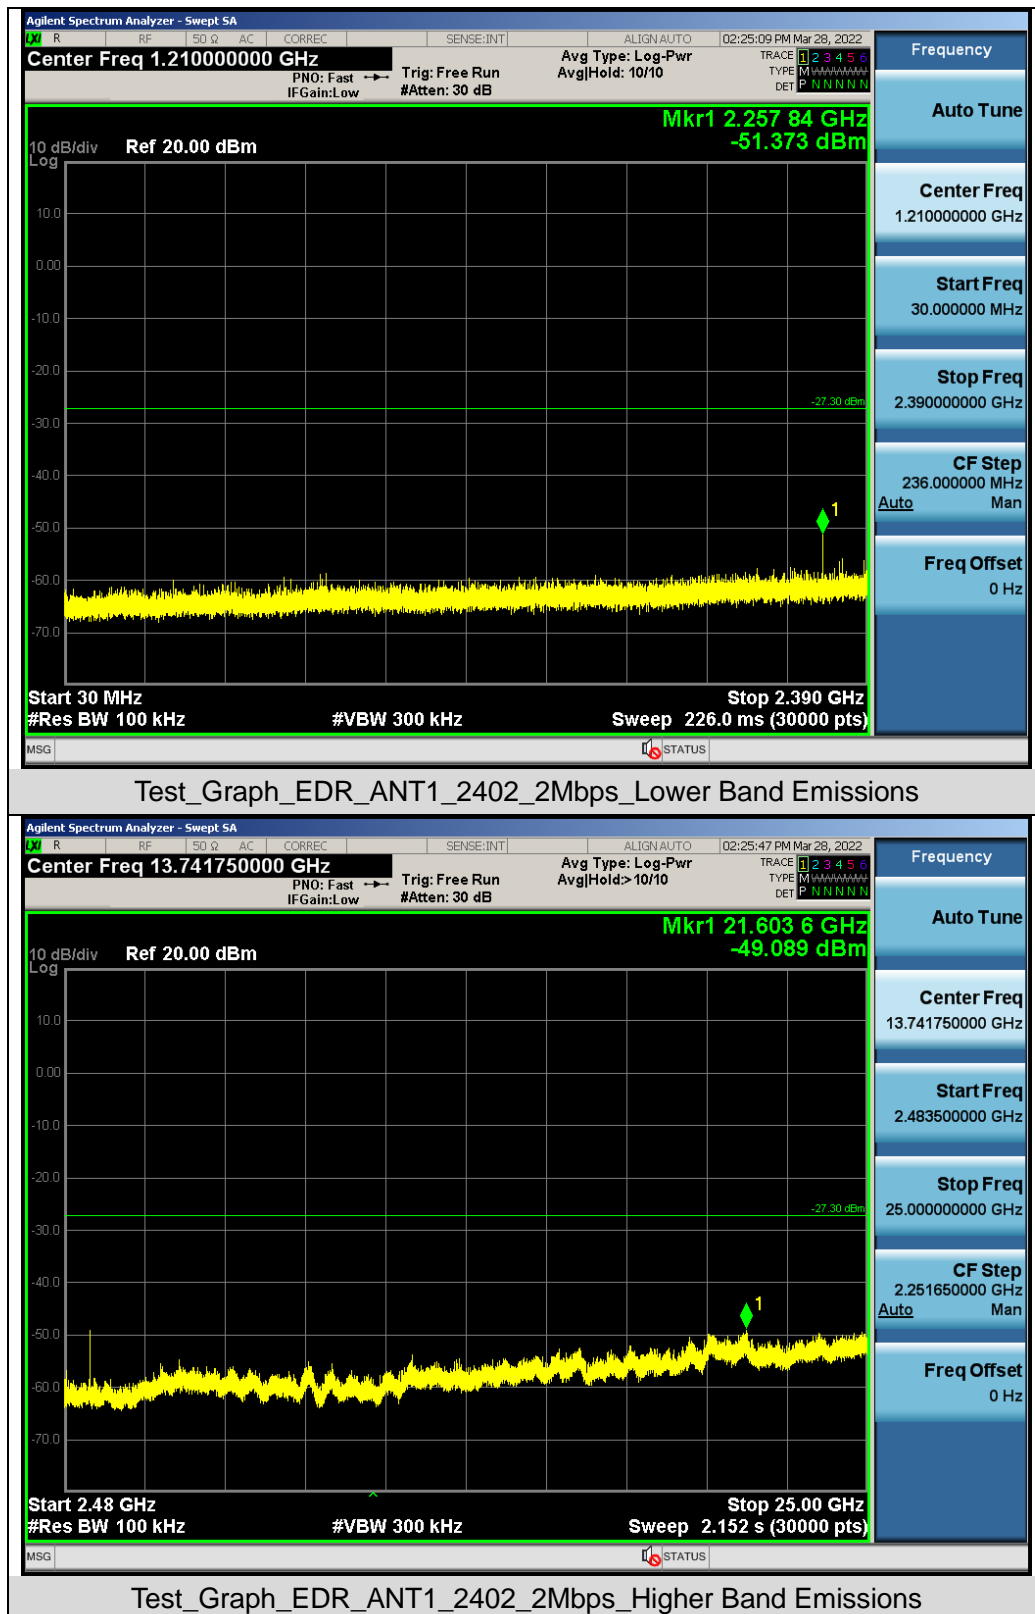 Agilent Spectrum Analyzer - Swept SA
LXI R RF 50 Ω AC CORREC SENSE:INT ALIGN AUTO 02:25:09 PM Mar 28, 2022
Center Freq 1.210000000 GHz
PNO: Fast
IFGain:Low
Trig: Free Run
#Atten: 30 dB
Avg Type: Log-Pwr
Avg|Hold: 10/10
TRACE 1 2 3 4 5 6
TYPE M
DET P N N N N N
Mkr1 2.257 84 GHz
-51.373 dBm
10 dB/div Ref 20.00 dBm
Log
10.0
0.00
-10.0
-20.0
-27.30 dBm
-30.0
-40.0
-50.0
1
-60.0
-70.0
Start 30 MHz Stop 2.390 GHz
#Res BW 100 kHz #VBW 300 kHz Sweep 226.0 ms (30000 pts)
MSG STATUS
Frequency
Auto Tune
Center Freq
1.210000000 GHz
Start Freq
30.000000 MHz
Stop Freq
2.390000000 GHz
CF Step
236.000000 MHz
Auto Man
Freq Offset
0 Hz
Test_Graph_EDR_ANT1_2402_2Mbps_Lower Band Emissions
Agilent Spectrum Analyzer - Swept SA
LXI R RF 50 Ω AC CORREC SENSE:INT ALIGN AUTO 02:25:47 PM Mar 28, 2022
Center Freq 13.741750000 GHz
PNO: Fast
IFGain:Low
Trig: Free Run
#Atten: 30 dB
Avg Type: Log-Pwr
Avg|Hold:>10/10
TRACE 1 2 3 4 5 6
TYPE M
DET P N N N N N
Mkr1 21.603 6 GHz
-49.089 dBm
10 dB/div Ref 20.00 dBm
Log
10.0
0.00
-10.0
-20.0
-27.30 dBm
-30.0
-40.0
1
-50.0
-60.0
-70.0
Start 2.48 GHz Stop 25.00 GHz
#Res BW 100 kHz #VBW 300 kHz Sweep 2.152 s (30000 pts)
MSG STATUS
Frequency
Auto Tune
Center Freq
13.741750000 GHz
Start Freq
2.483500000 GHz
Stop Freq
25.000000000 GHz
CF Step
2.251650000 GHz
Auto Man
Freq Offset
0 Hz
Test_Graph_EDR_ANT1_2402_2Mbps_Higher Band Emissions